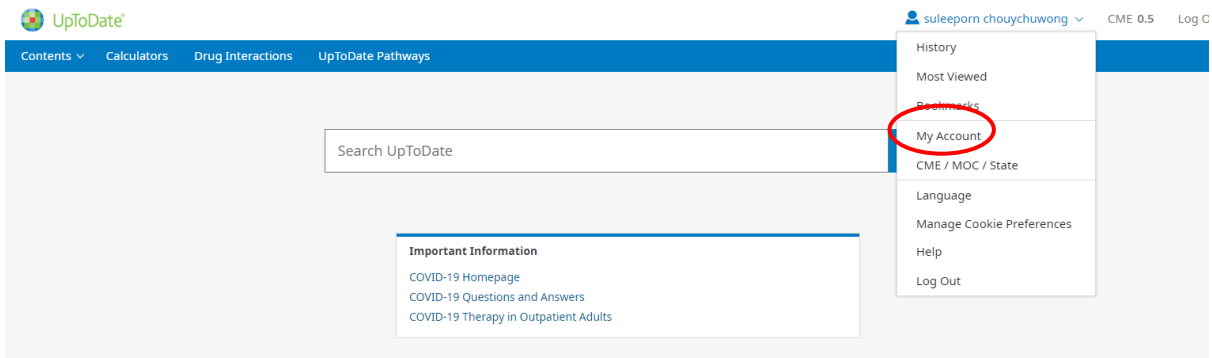 UpToDate®
suleeporn chouychuwong CME 0.5 Log O
Contents Calculators Drug Interactions UpToDate Pathways
History
Most Viewed
Bookmarks
My Account
CME / MOC / State
Language
Manage Cookie Preferences
Help
Log Out
Search UpToDate
Important Information
COVID-19 Homepage
COVID-19 Questions and Answers
COVID-19 Therapy in Outpatient Adults